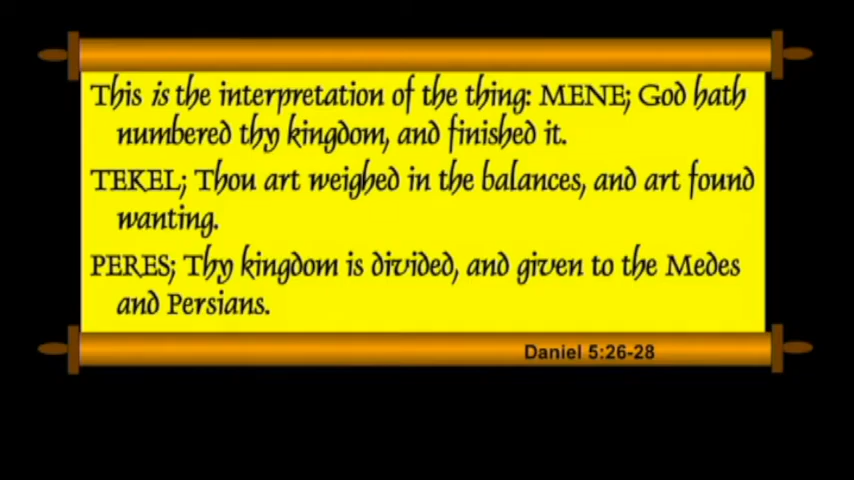 This is the interpretation of the thing: MENE; God hath
numbered thy kingdom, and finished it.
TEKEL; Thou art weighed in the balances, and art found
wanting.
PERES; Thy kingdom is divided, and given to the Medes
and Persians.
Daniel 5:26-28